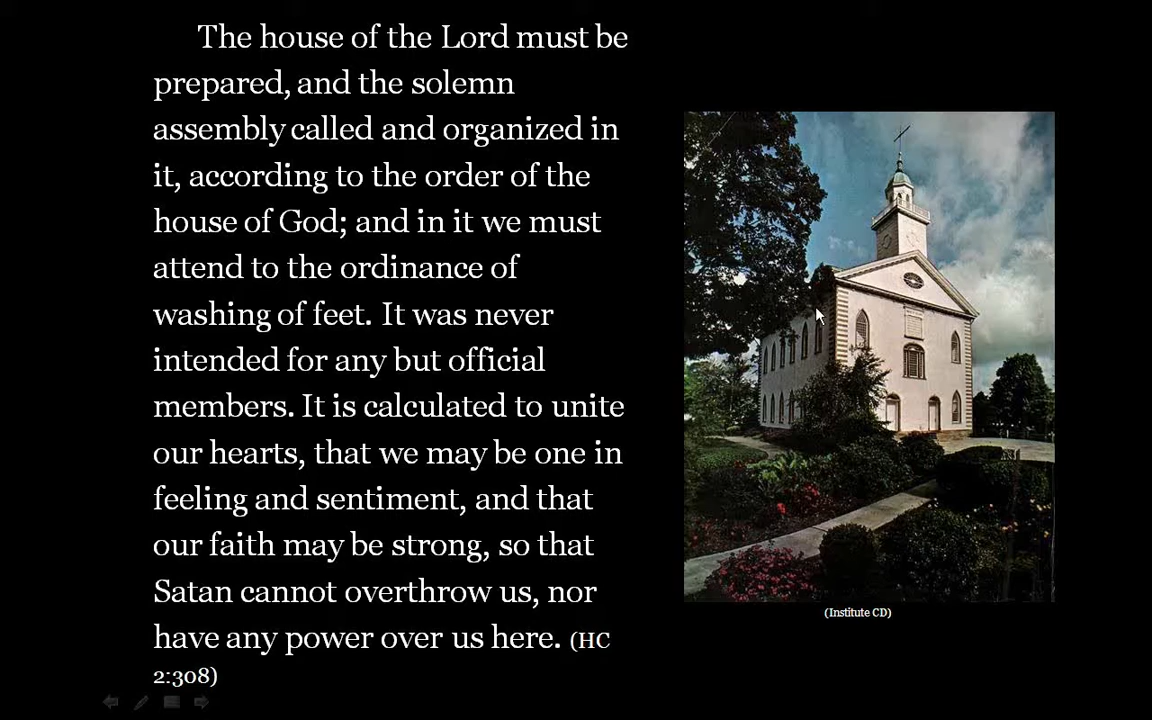 The house of the Lord must be
prepared, and the solemn
assembly called and organized in
it, according to the order of the
house of God; and in it we must
attend to the ordinance of
washing of feet. It was never
intended for any but official
members. It is calculated to unite
our hearts, that we may be one in
feeling and sentiment, and that
our faith may be strong, so that
Satan cannot overthrow us, nor
have any power over us here. (HC
2:308)
(Institute CD)